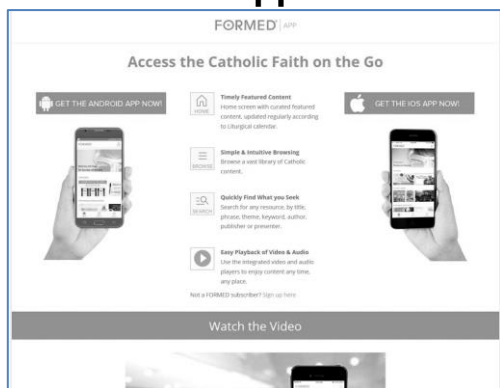 FORMED APP
Access the Catholic Faith on the Go
GET THE ANDROID APP NOW!
HOME
Timely Featured Content
Home screen with curated featured
content, updated regularly according
to Liturgical calendar.
BROWSE
Simple & Intuitive Browsing
Browse a vast library of Catholic
content.
SEARCH
Quickly Find What you Seek
Search for any resource, by title,
phrase, theme, keyword, author,
publisher or presenter.
Easy Playback of Video & Audio
Use the integrated video and audio
players to enjoy content any time,
any place.
Not a FORMED subscriber? Sign up here
GET THE IOS APP NOW!
Watch the Video